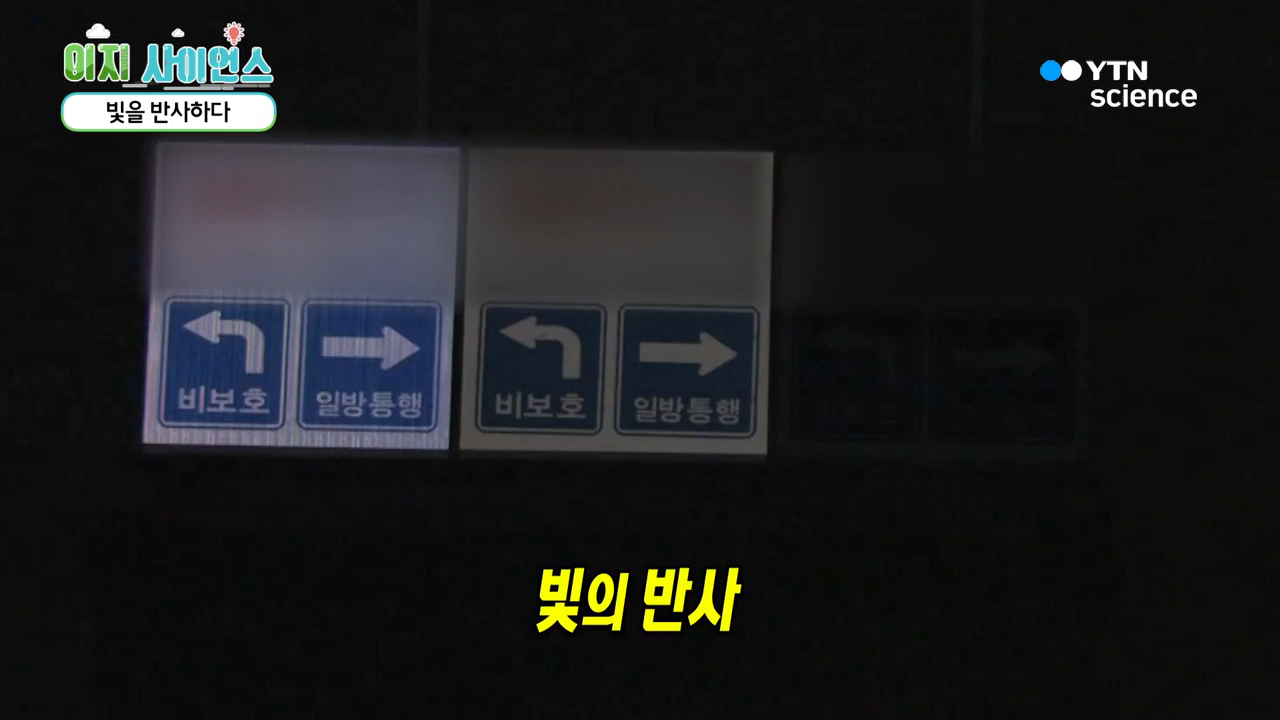 이지 사이언스
빛을 반사하다
YTN
science
비보호
일방통행
비보호
일방통행
빛의 반사